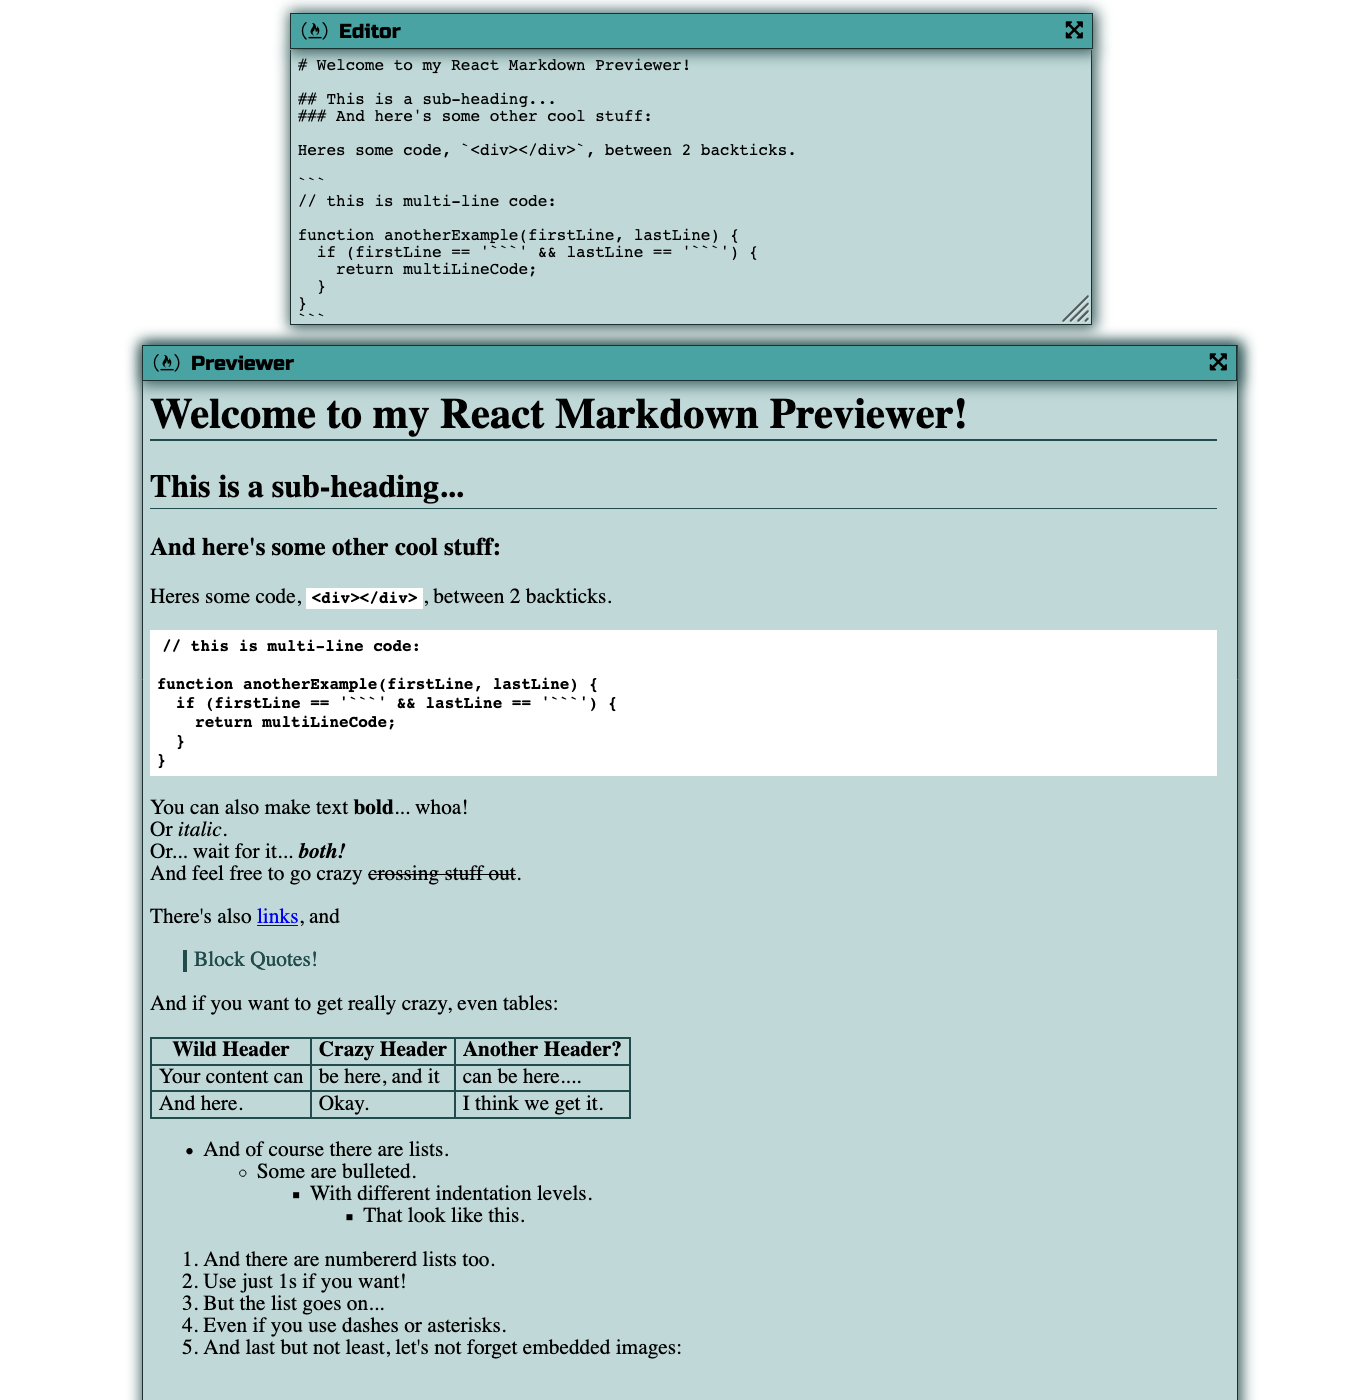 Editor
# Welcome to my React Markdown Previewer!
## This is a sub-heading...
### And here's some other cool stuff:
Heres some code, `<div></div>`, between 2 backticks.
```
// this is multi-line code:
function anotherExample(firstLine, lastLine) {
  if (firstLine == '```' && lastLine == '```') {
    return multiLineCode;
  }
}
```
Previewer
Welcome to my React Markdown Previewer!
This is a sub-heading...
And here's some other cool stuff:
Heres some code, <div></div>, between 2 backticks.
// this is multi-line code:
function anotherExample(firstLine, lastLine) {
  if (firstLine == '```' && lastLine == '```') {
    return multiLineCode;
  }
}
You can also make text bold... whoa!
Or italic.
Or... wait for it... both!
And feel free to go crazy crossing stuff out.
There's also links, and
Block Quotes!
And if you want to get really crazy, even tables:
Wild Header Crazy Header Another Header?
Your content can be here, and it can be here....
And here. Okay. I think we get it.
And of course there are lists.
Some are bulleted.
With different indentation levels.
That look like this.
1. And there are numbererd lists too.
2. Use just 1s if you want!
3. But the list goes on...
4. Even if you use dashes or asterisks.
5. And last but not least, let's not forget embedded images: